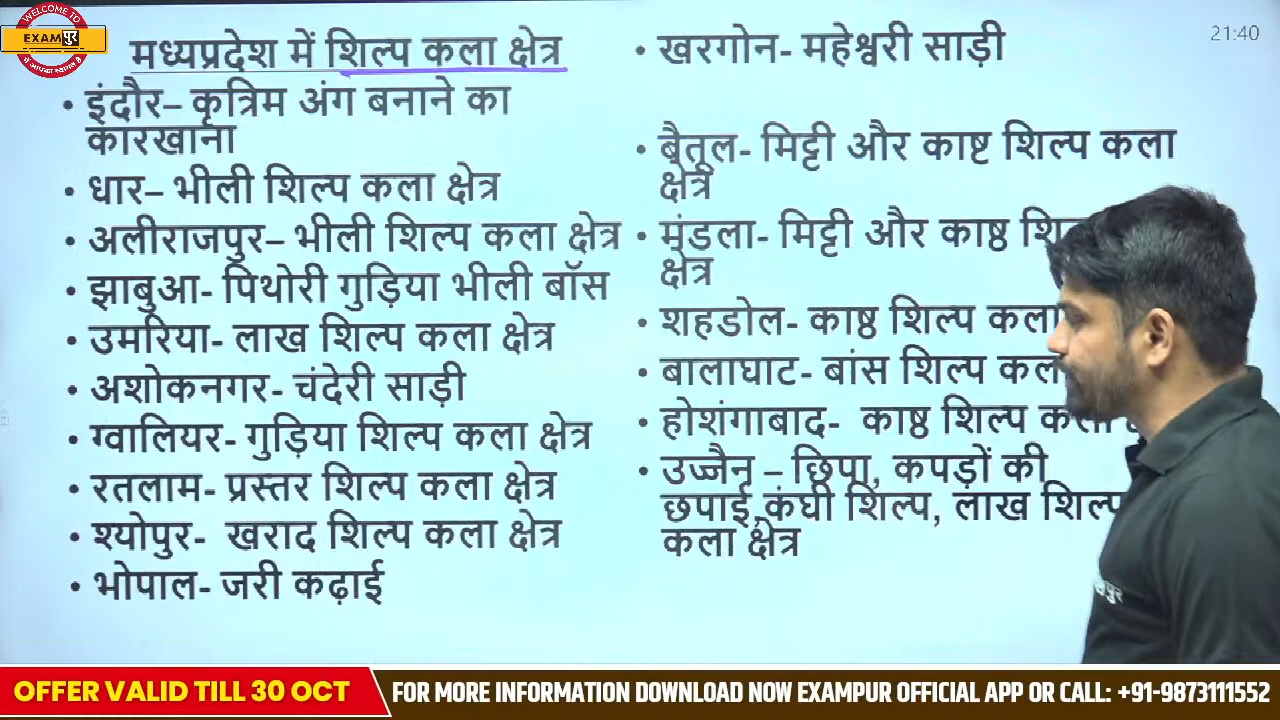 WELCOME TO
EXAMपुर
में आपका स्वागत है
21:40
मध्यप्रदेश में शिल्प कला क्षेत्र
• इंदौर– कृत्रिम अंग बनाने का
कारखाना
• धार– भीली शिल्प कला क्षेत्र
• अलीराजपुर– भीली शिल्प कला क्षेत्र
• झाबुआ- पिथोरी गुड़िया भीली बॉस
• उमरिया- लाख शिल्प कला क्षेत्र
• अशोकनगर- चंदेरी साड़ी
• ग्वालियर- गुड़िया शिल्प कला क्षेत्र
• रतलाम- प्रस्तर शिल्प कला क्षेत्र
• श्योपुर- खराद शिल्प कला क्षेत्र
• भोपाल- जरी कढ़ाई
• खरगोन- महेश्वरी साड़ी
• बैतूल- मिट्टी और काष्ट शिल्प कला
क्षेत्र
• मंडला- मिट्टी और काष्ठ
क्षेत्र
• शहडोल- काष्ठ शिल्प कला
• बालाघाट- बांस शिल्प
• होशंगाबाद- काष्ठ शिल्प
• उज्जैन – छिपा, कपड़ों की
छपाई,कंघी शिल्प, लाख शिल्प
कला क्षेत्र
OFFER VALID TILL 30 OCT
FOR MORE INFORMATION DOWNLOAD NOW EXAMPUR OFFICIAL APP OR CALL: +91-9873111552